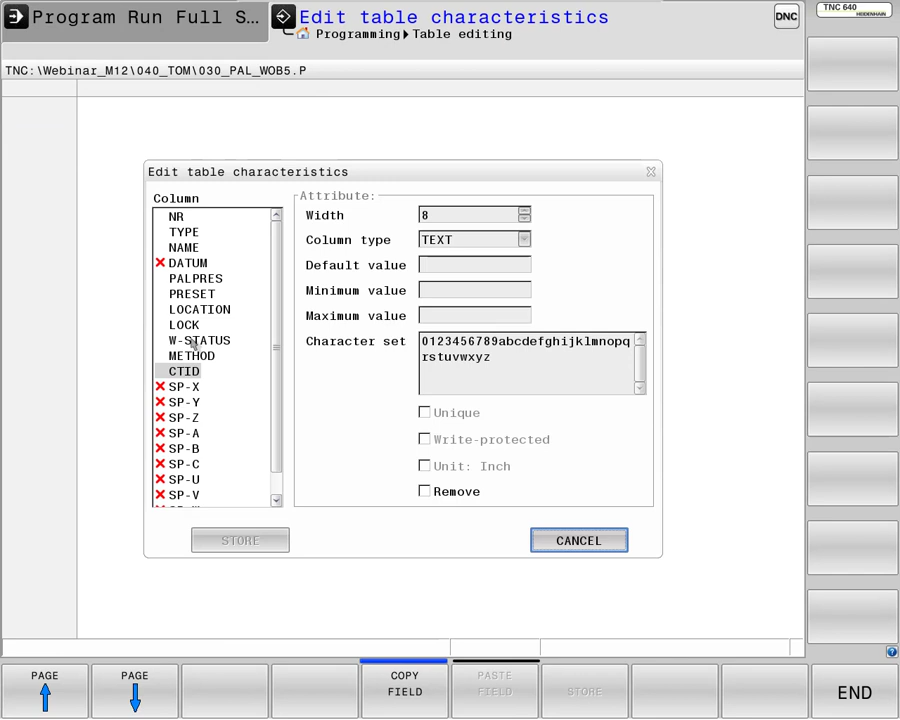 Program Run Full S...
Edit table characteristics
Programming Table editing
DNC
TNC 640
HEIDENHAIN
TNC:\Webinar_M12\040_TOM\030_PAL_WOB5.P
Edit table characteristics
Column
NR
TYPE
NAME
DATUM
PALPRES
PRESET
LOCATION
LOCK
W-STATUS
METHOD
CTID
SP-X
SP-Y
SP-Z
SP-A
SP-B
SP-C
SP-U
SP-V
Attribute:
Width 8
Column type TEXT
Default value
Minimum value
Maximum value
Character set 0123456789abcdefghijklmnopq
rstuvwxyz
Unique
Write-protected
Unit: Inch
Remove
STORE
CANCEL
PAGE
PAGE
COPY
FIELD
PASTE
FIELD
STORE
END